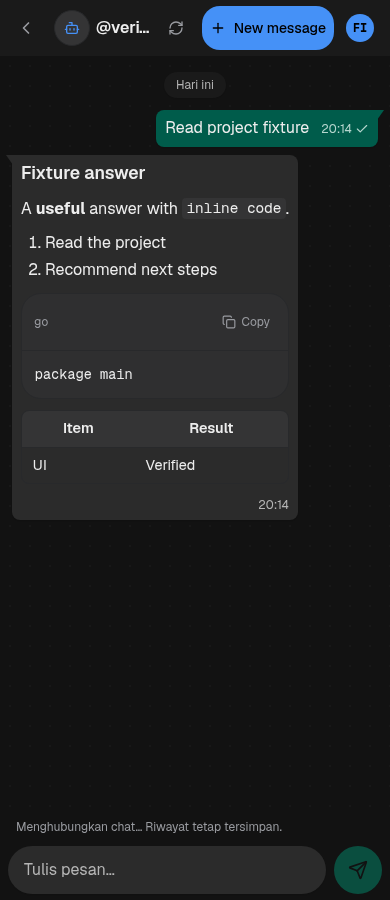 @veri...
New message
FI
Hari ini
Read project fixture 20:14
Fixture answer
A useful answer with inline code.
1. Read the project
2. Recommend next steps
go Copy
package main
Item Result
UI Verified
20:14
Menghubungkan chat... Riwayat tetap tersimpan.
Tulis pesan...